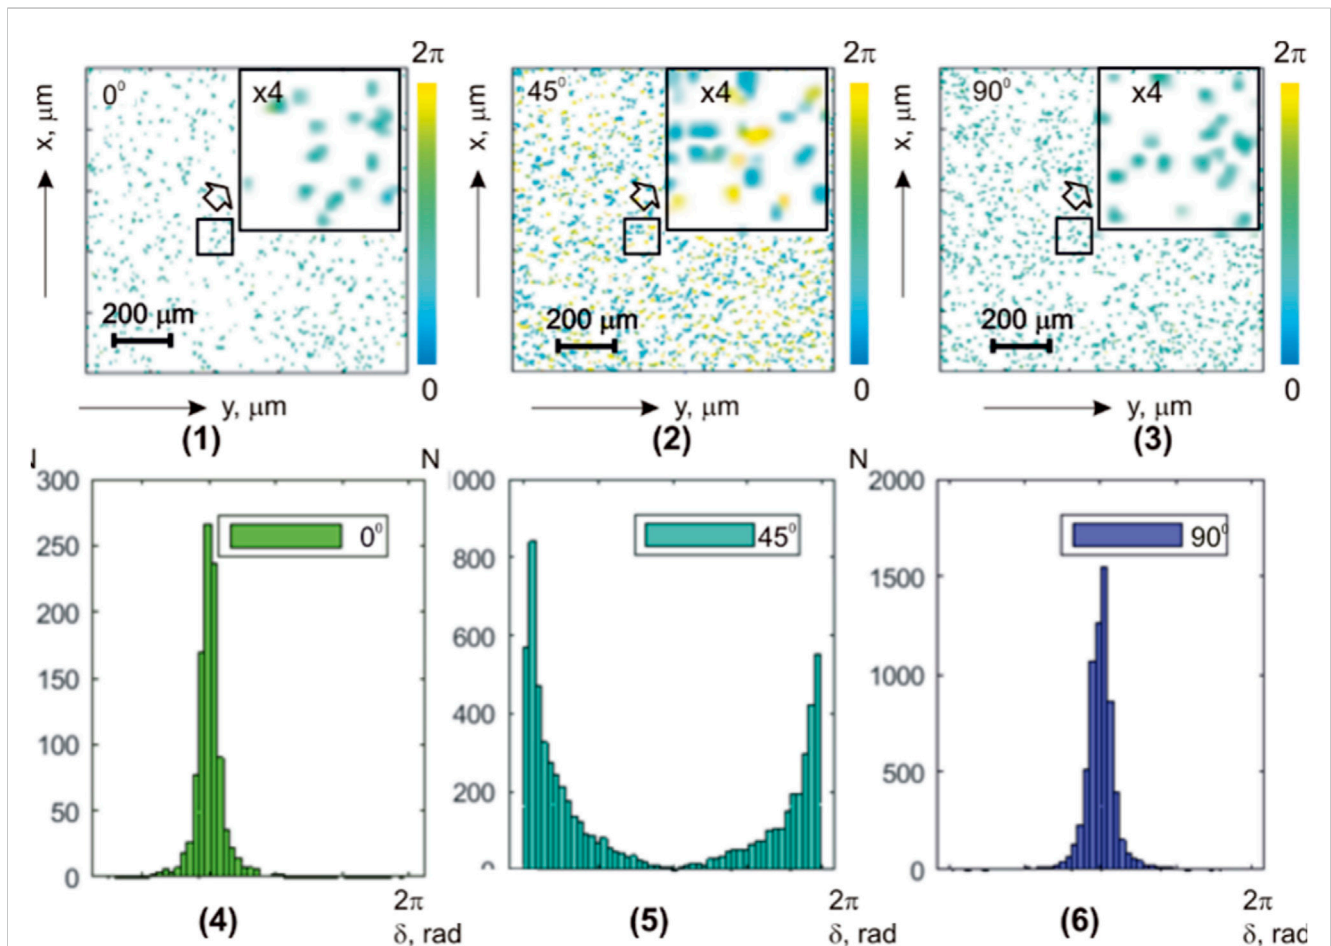 2π 2π 2π
0⁰ x4 45⁰ x4 90⁰ x4
x, μm x, μm x, μm
200 μm 200 μm 200 μm
0 0 0
y, μm y, μm y, μm
(1) (2) (3)
N N
300 000 2000
0⁰ 45⁰ 90⁰
250 800 1500
200 600
150 1000
400
100
200 500
50
0 0
2π 2π 2π
(4) (5) (6)
δ, rad δ, rad δ, rad